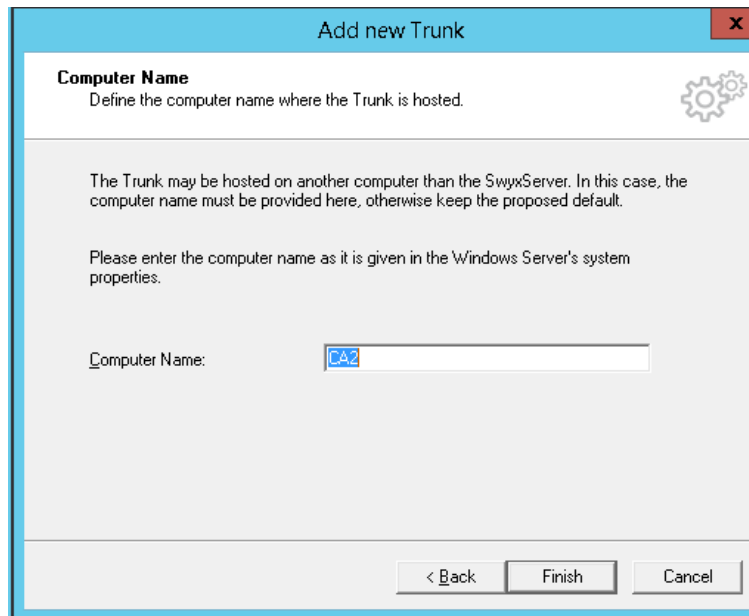 Add new Trunk
x
Computer Name
Define the computer name where the Trunk is hosted.
The Trunk may be hosted on another computer than the SwyxServer. In this case, the
computer name must be provided here, otherwise keep the proposed default.
Please enter the computer name as it is given in the Windows Server's system
properties.
Computer Name: CA2
< Back Finish Cancel